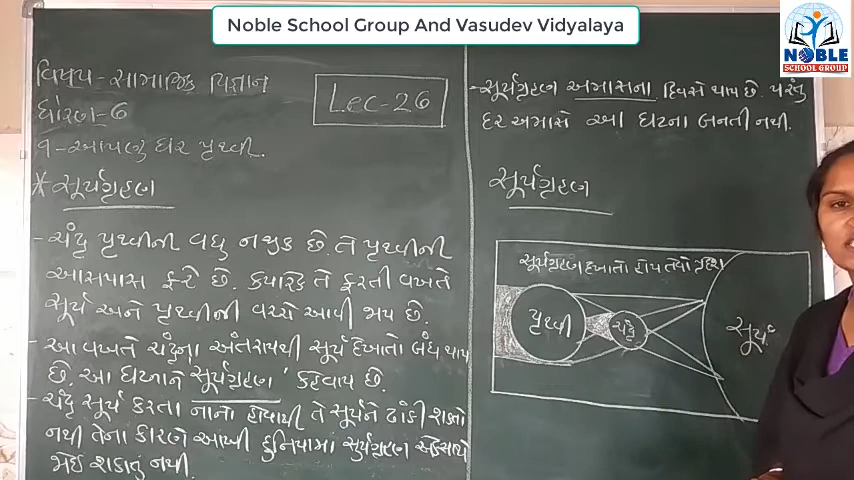 Noble School Group And Vasudev Vidyalaya
NOBLE
SCHOOL GROUP
વિષય - સામાજિક વિજ્ઞાન
ધોરણ - 6
૧ - આપણું ઘર પૃથ્વી.
Lec-26
* સૂર્યગ્રહણ
- ચંદ્ર પૃથ્વીની વધુ નજીક છે. તે પૃથ્વીની
આસપાસ ફરે છે. ક્યારેક તે ફરતી વખતે
સૂર્ય અને પૃથ્વીની વચ્ચે આવી જાય છે.
- આ વખતે ચંદ્રના અંતરાયથી સૂર્ય દેખાતો બંધ થાય
છે. આ ઘટનાને 'સૂર્યગ્રહણ' કહેવાય છે.
- ચંદ્ર સૂર્ય કરતા નાનો હોવાથી તે સૂર્યને ઢાંકી શકતો
નથી તેના કારણે આખી દુનિયામાં સૂર્યગ્રહણ એકસાથે
જોઈ શકાતું નથી.
- સૂર્યગ્રહણ અમાસના દિવસે થાય છે. પરંતુ
દર અમાસે આ ઘટના બનતી નથી.
સૂર્યગ્રહણ
સૂર્યગ્રહણ દેખાતો હોય તેવો પ્રદેશ
પૃથ્વી
ચંદ્ર
સૂર્ય